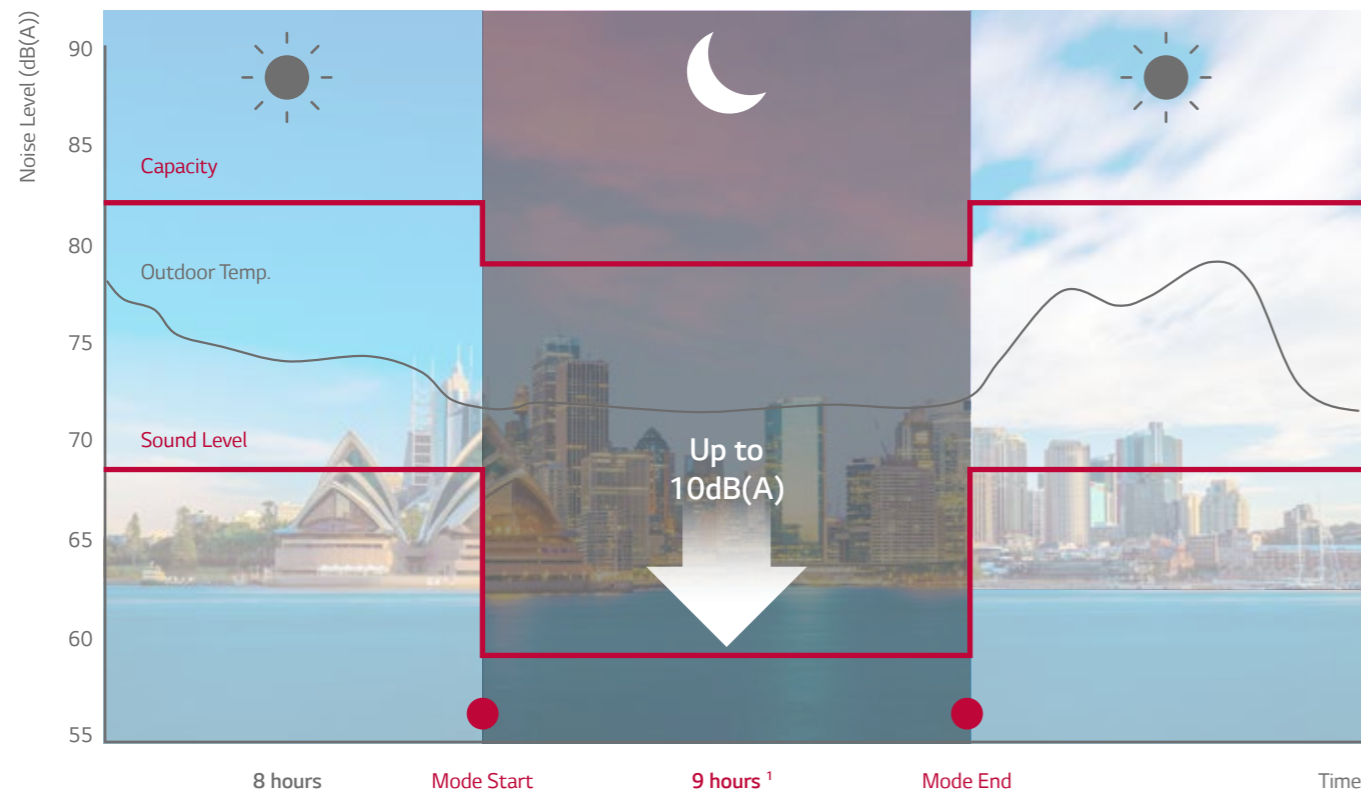 Noise Level (dB(A))
90
85
80
75
70
65
60
55
Capacity
Outdoor Temp.
Sound Level
Up to
10dB(A)
8 hours
Mode Start
9 hours ¹
Mode End
Time